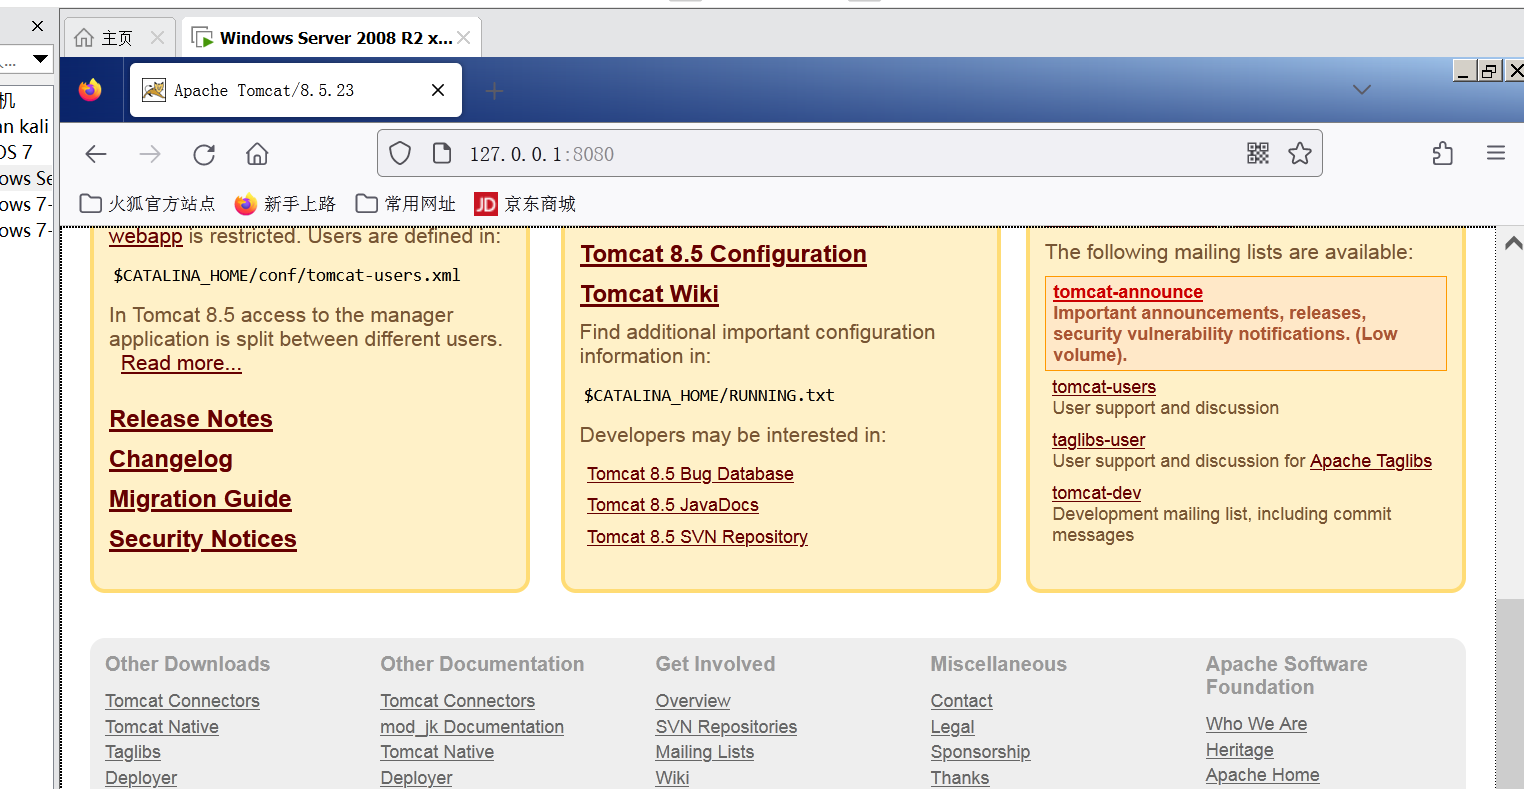 主页
Windows Server 2008 R2 x...
...
机
an kali
OS 7
ows Se
ows 7-
ows 7-
Apache Tomcat/8.5.23
127.0.0.1:8080
火狐官方站点
新手上路
常用网址
JD 京东商城
webapp is restricted. Users are defined in:
$CATALINA_HOME/conf/tomcat-users.xml
In Tomcat 8.5 access to the manager
application is split between different users.
Read more...
Release Notes
Changelog
Migration Guide
Security Notices
Tomcat 8.5 Configuration
Tomcat Wiki
Find additional important configuration
information in:
$CATALINA_HOME/RUNNING.txt
Developers may be interested in:
Tomcat 8.5 Bug Database
Tomcat 8.5 JavaDocs
Tomcat 8.5 SVN Repository
The following mailing lists are available:
tomcat-announce
Important announcements, releases,
security vulnerability notifications. (Low
volume).
tomcat-users
User support and discussion
taglibs-user
User support and discussion for Apache Taglibs
tomcat-dev
Development mailing list, including commit
messages
Other Downloads
Tomcat Connectors
Tomcat Native
Taglibs
Deployer
Other Documentation
Tomcat Connectors
mod_jk Documentation
Tomcat Native
Deployer
Get Involved
Overview
SVN Repositories
Mailing Lists
Wiki
Miscellaneous
Contact
Legal
Sponsorship
Thanks
Apache Software
Foundation
Who We Are
Heritage
Apache Home